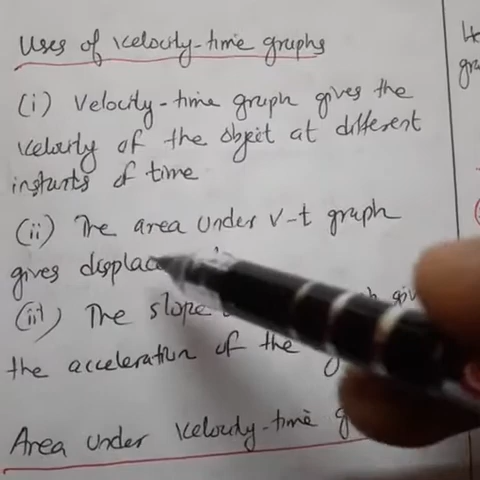 Uses of velocity-time graphs
(i) Velocity-time graph gives the
velocity of the object at different
instants of time
(ii) The area under v-t graph
gives displac
(iii) The slope
the acceleration of the
Area under velocity-time g